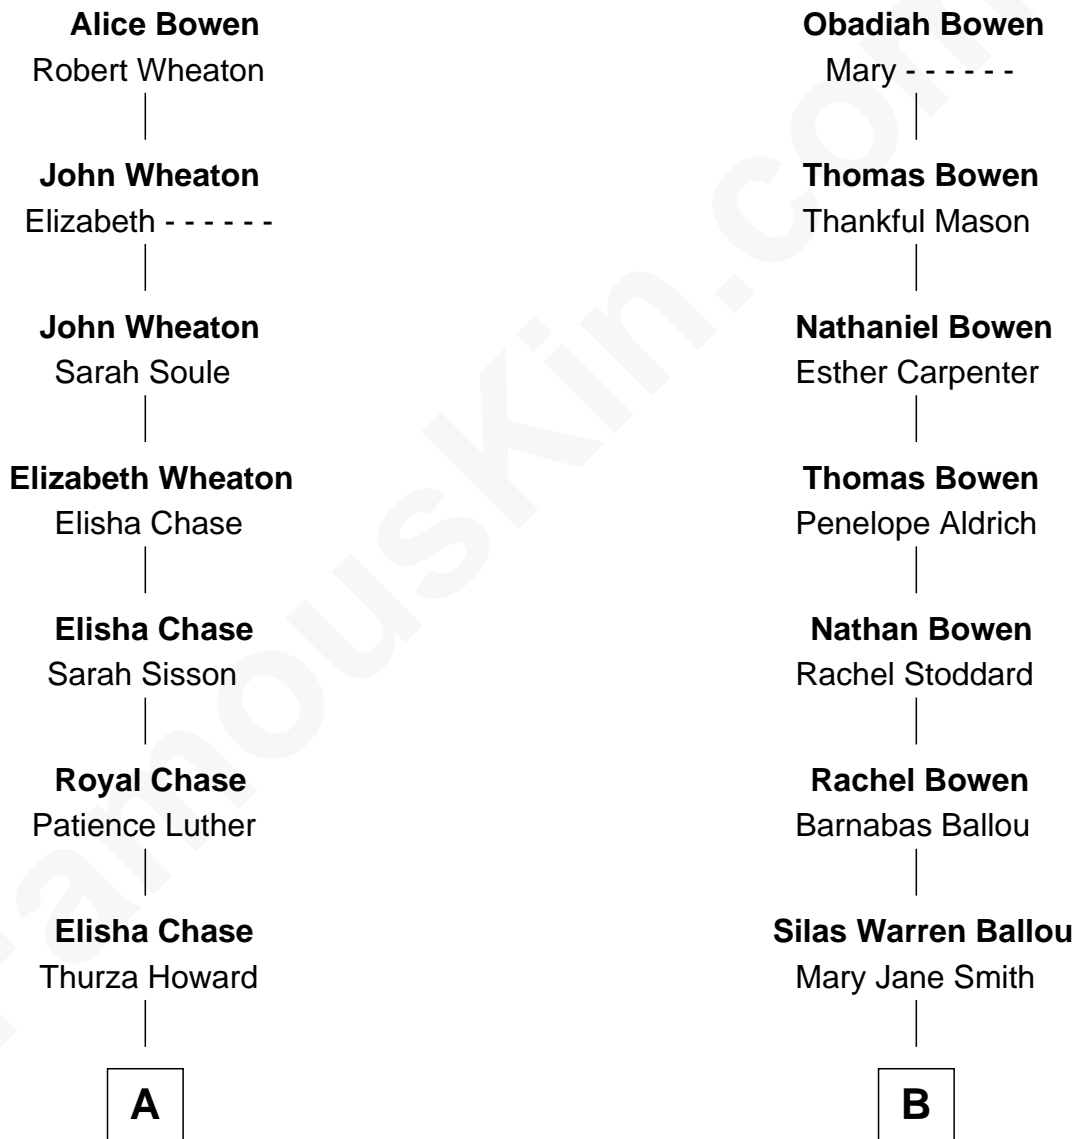 Alice Bowen
Robert Wheaton
John Wheaton
Elizabeth - - - - - -
John Wheaton
Sarah Soule
Elizabeth Wheaton
Elisha Chase
Elisha Chase
Sarah Sisson
Royal Chase
Patience Luther
Elisha Chase
Thurza Howard
A
Obadiah Bowen
Mary - - - - - -
Thomas Bowen
Thankful Mason
Nathaniel Bowen
Esther Carpenter
Thomas Bowen
Penelope Aldrich
Nathan Bowen
Rachel Stoddard
Rachel Bowen
Barnabas Ballou
Silas Warren Ballou
Mary Jane Smith
B
FamousKin.com